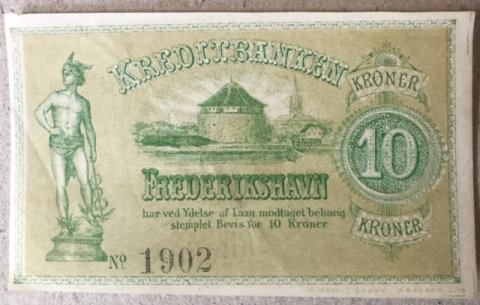 KREDITBANKEN
KRONER
10
FREDERIKSHAVN
har ved Ydelse af Laan modtaget behørig
stemplet Bevis for 10 Kroner
KRONER
No 1902